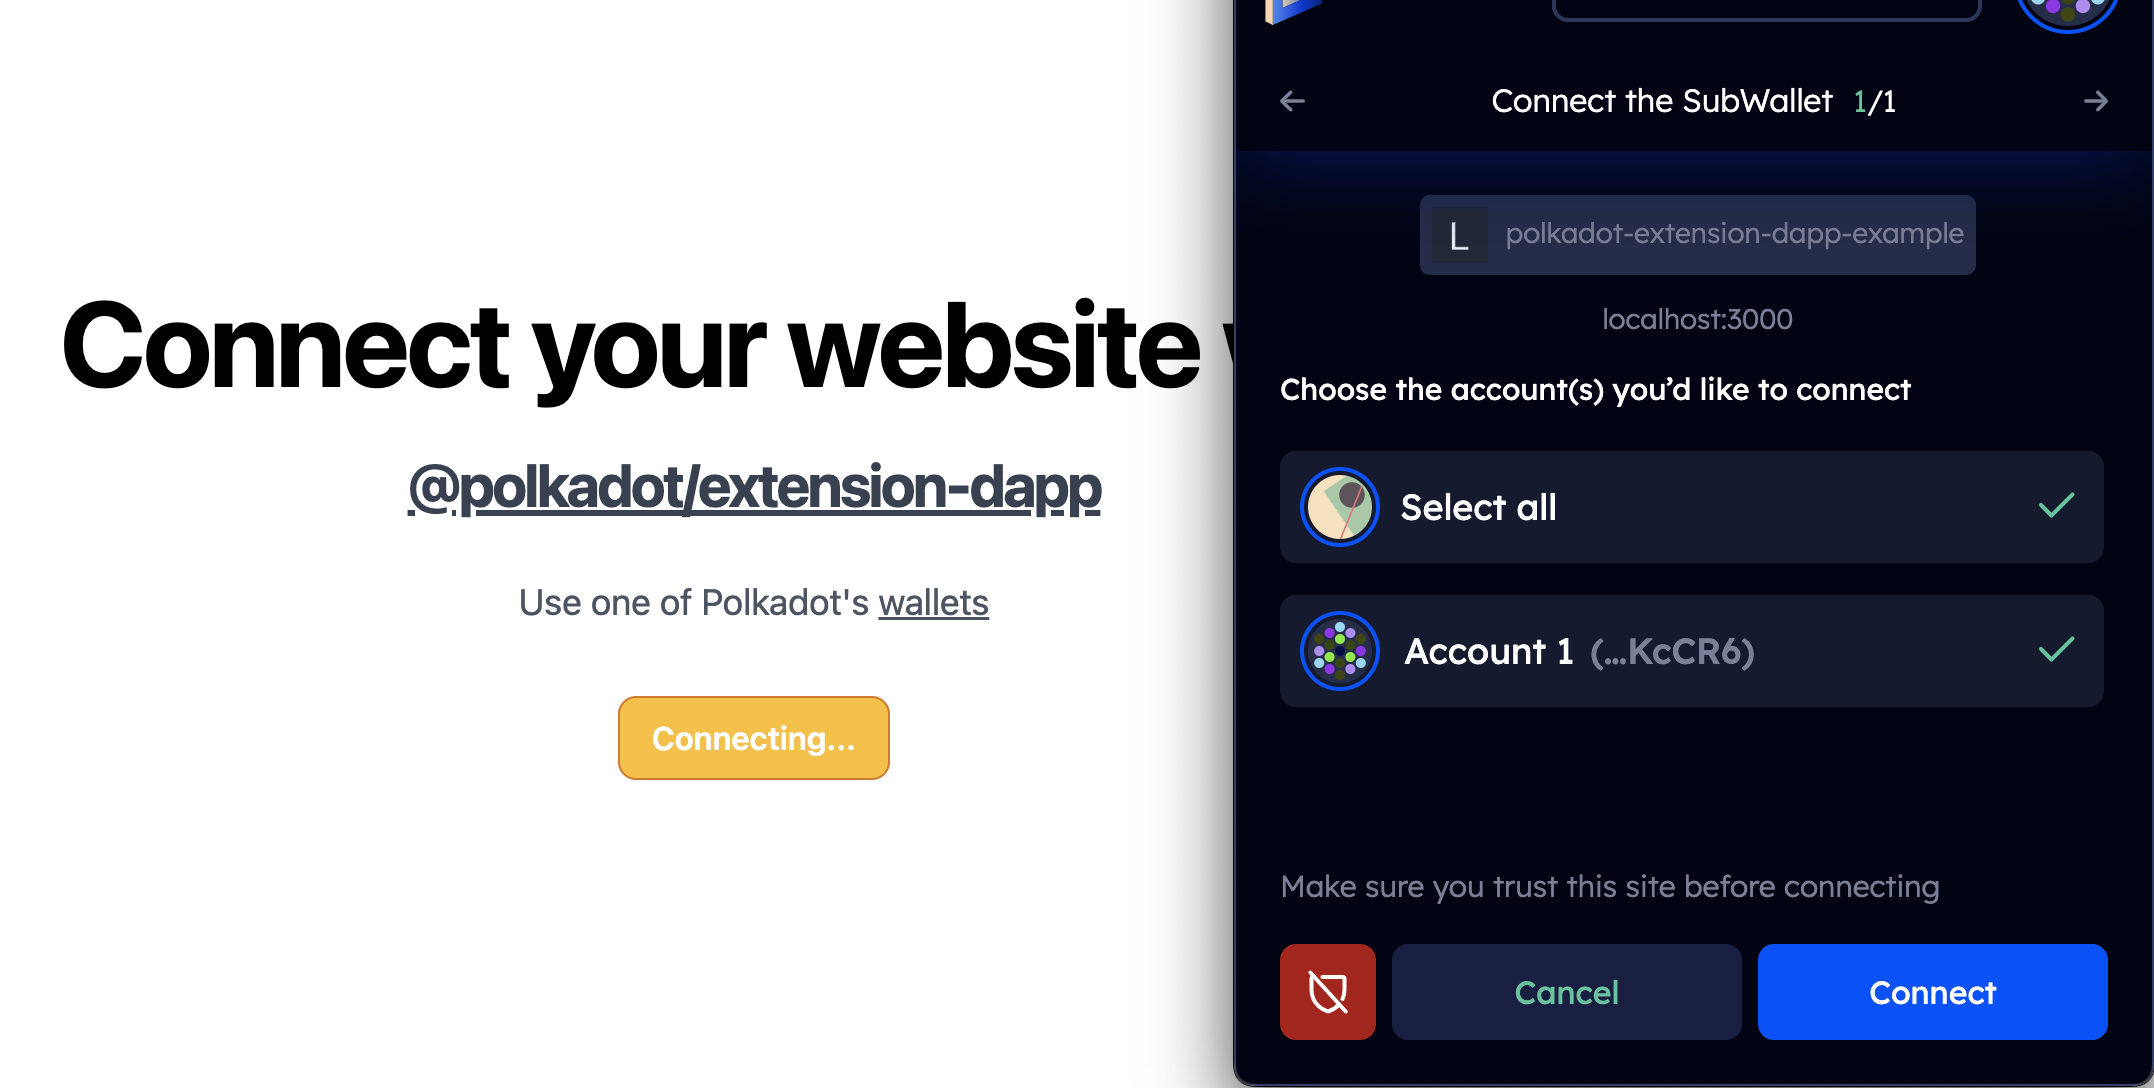 Connect your website
@polkadot/extension-dapp
Use one of Polkadot's wallets
Connecting...
Connect the SubWallet 1/1
L polkadot-extension-dapp-example
localhost:3000
Choose the account(s) you’d like to connect
Select all
Account 1 (...KcCR6)
Make sure you trust this site before connecting
Cancel
Connect